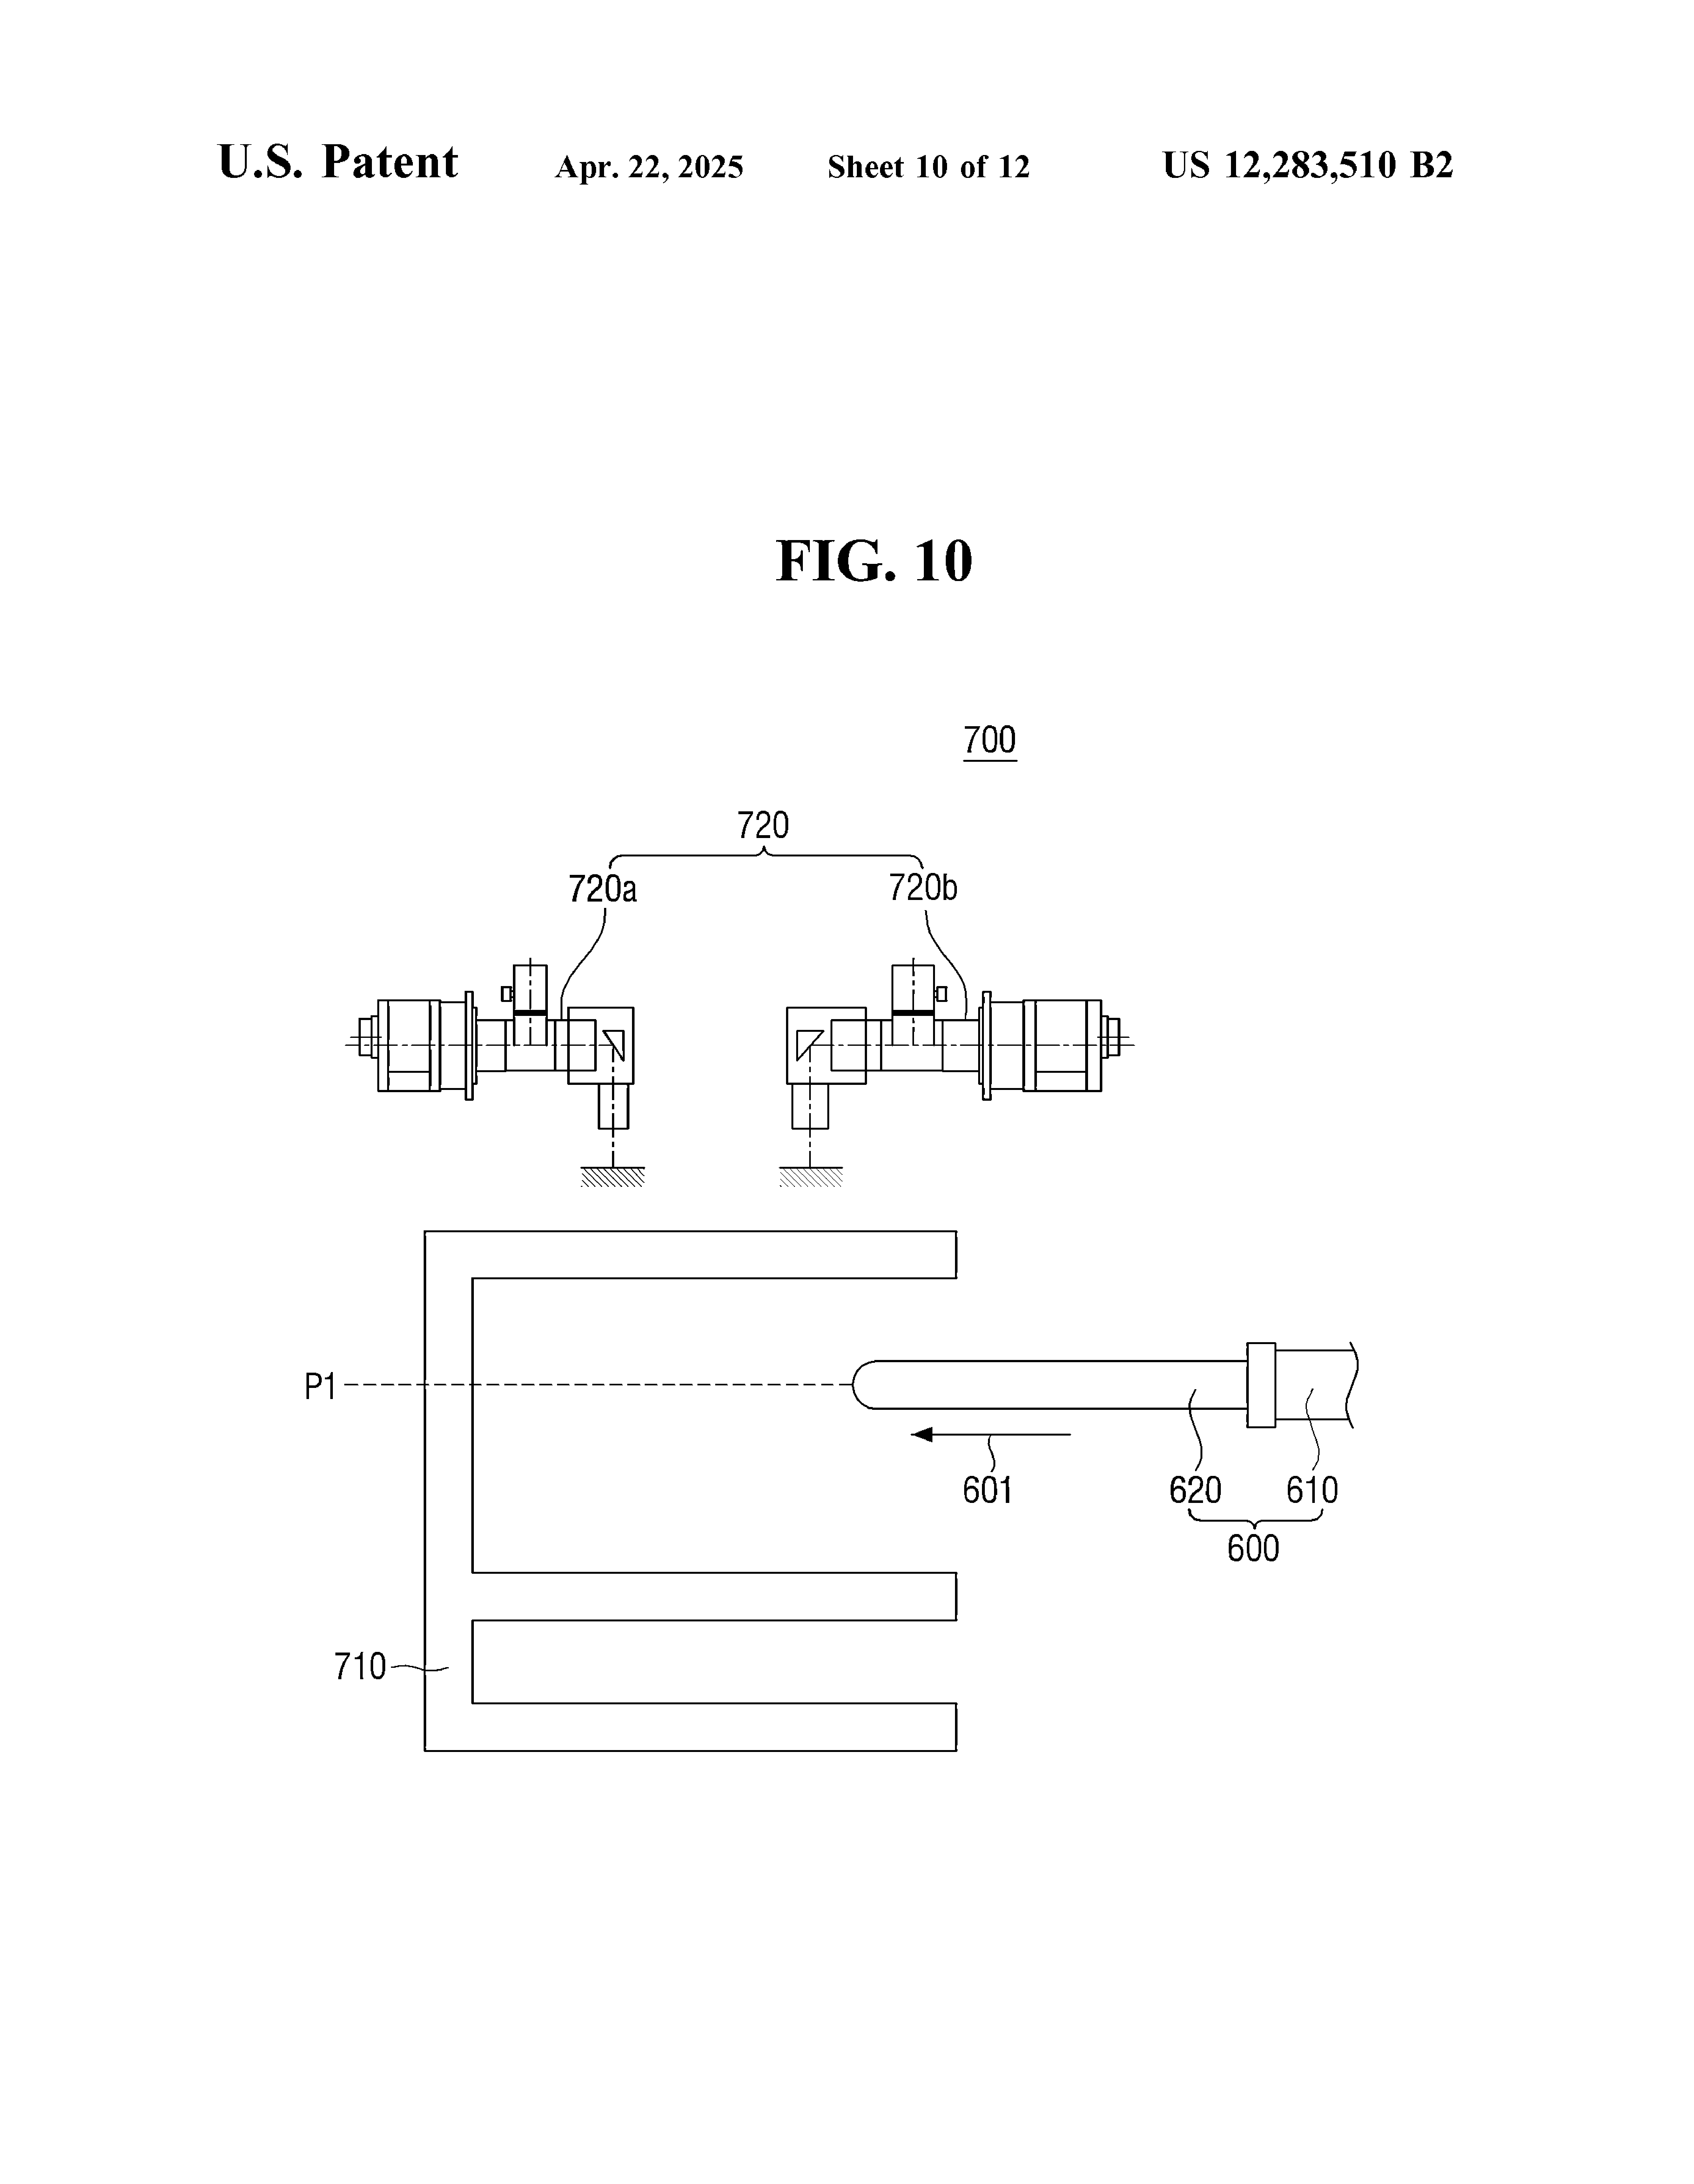 U.S. Patent Apr. 22, 2025 Sheet 10 of 12 US 12,283,510 B2
FIG. 10
700
720
720a 720b
P1
601 620 610
600
710